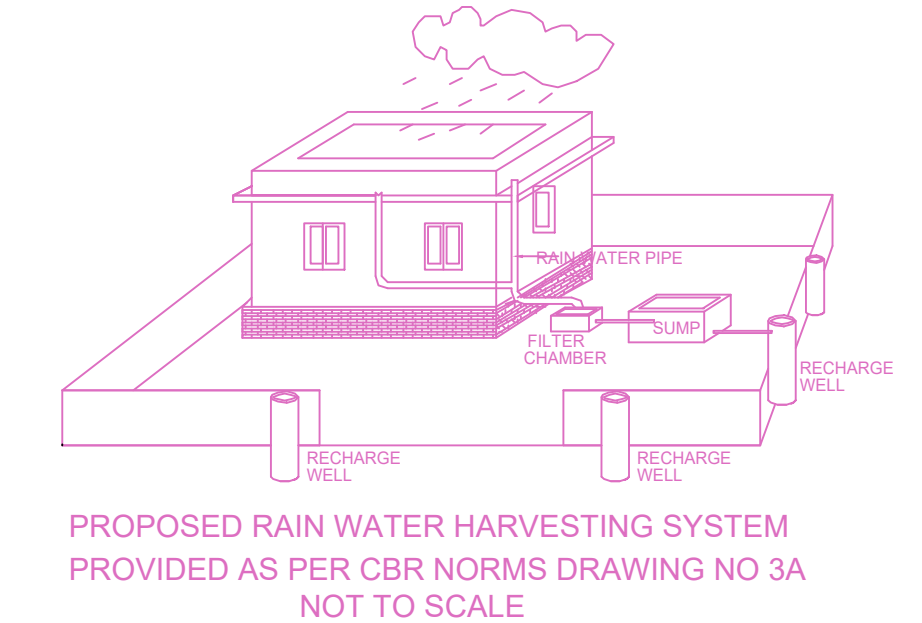 RAIN WATER PIPE
SUMP
FILTER
CHAMBER
RECHARGE
WELL
RECHARGE
WELL
RECHARGE
WELL
PROPOSED RAIN WATER HARVESTING SYSTEM
PROVIDED AS PER CBR NORMS DRAWING NO 3A
NOT TO SCALE